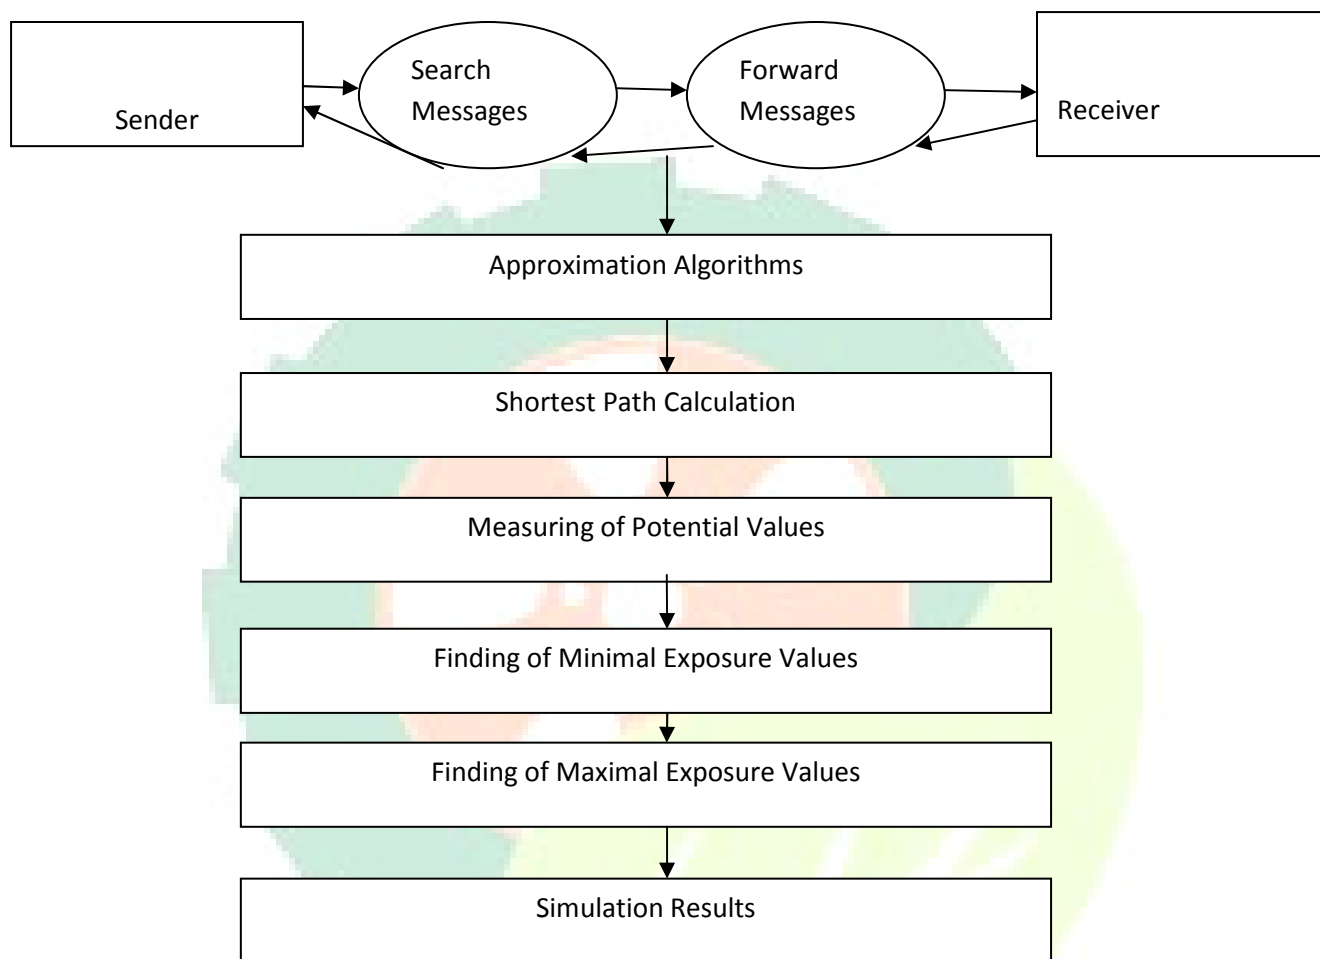 Sender
Search
Messages
Forward
Messages
Receiver
Approximation Algorithms
Shortest Path Calculation
Measuring of Potential Values
Finding of Minimal Exposure Values
Finding of Maximal Exposure Values
Simulation Results